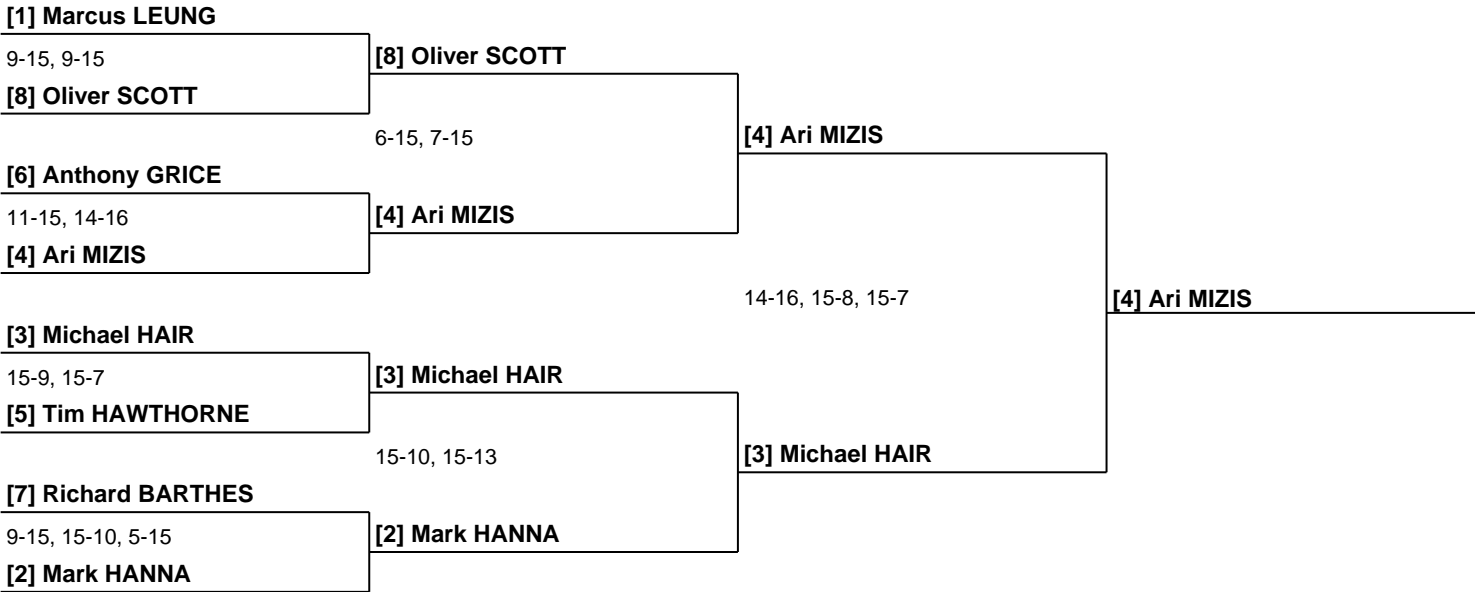 [1] Marcus LEUNG
9-15, 9-15
[8] Oliver SCOTT
[8] Oliver SCOTT
6-15, 7-15
[4] Ari MIZIS
[6] Anthony GRICE
11-15, 14-16
[4] Ari MIZIS
[4] Ari MIZIS
14-16, 15-8, 15-7
[4] Ari MIZIS
[3] Michael HAIR
15-9, 15-7
[3] Michael HAIR
[5] Tim HAWTHORNE
15-10, 15-13
[3] Michael HAIR
[7] Richard BARTHES
9-15, 15-10, 5-15
[2] Mark HANNA
[2] Mark HANNA